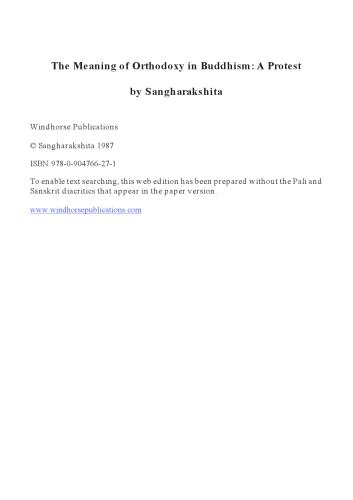 The Meaning of Orthodoxy in Buddhism: A Protest
by Sangharakshita
Windhorse Publications
© Sangharakshita 1987
ISBN 978-0-904766-27-1
To enable text searching, this web edition has been prepared without the Pali and
Sanskrit diacritics that appear in the paper version.
www.windhorsepublications.com